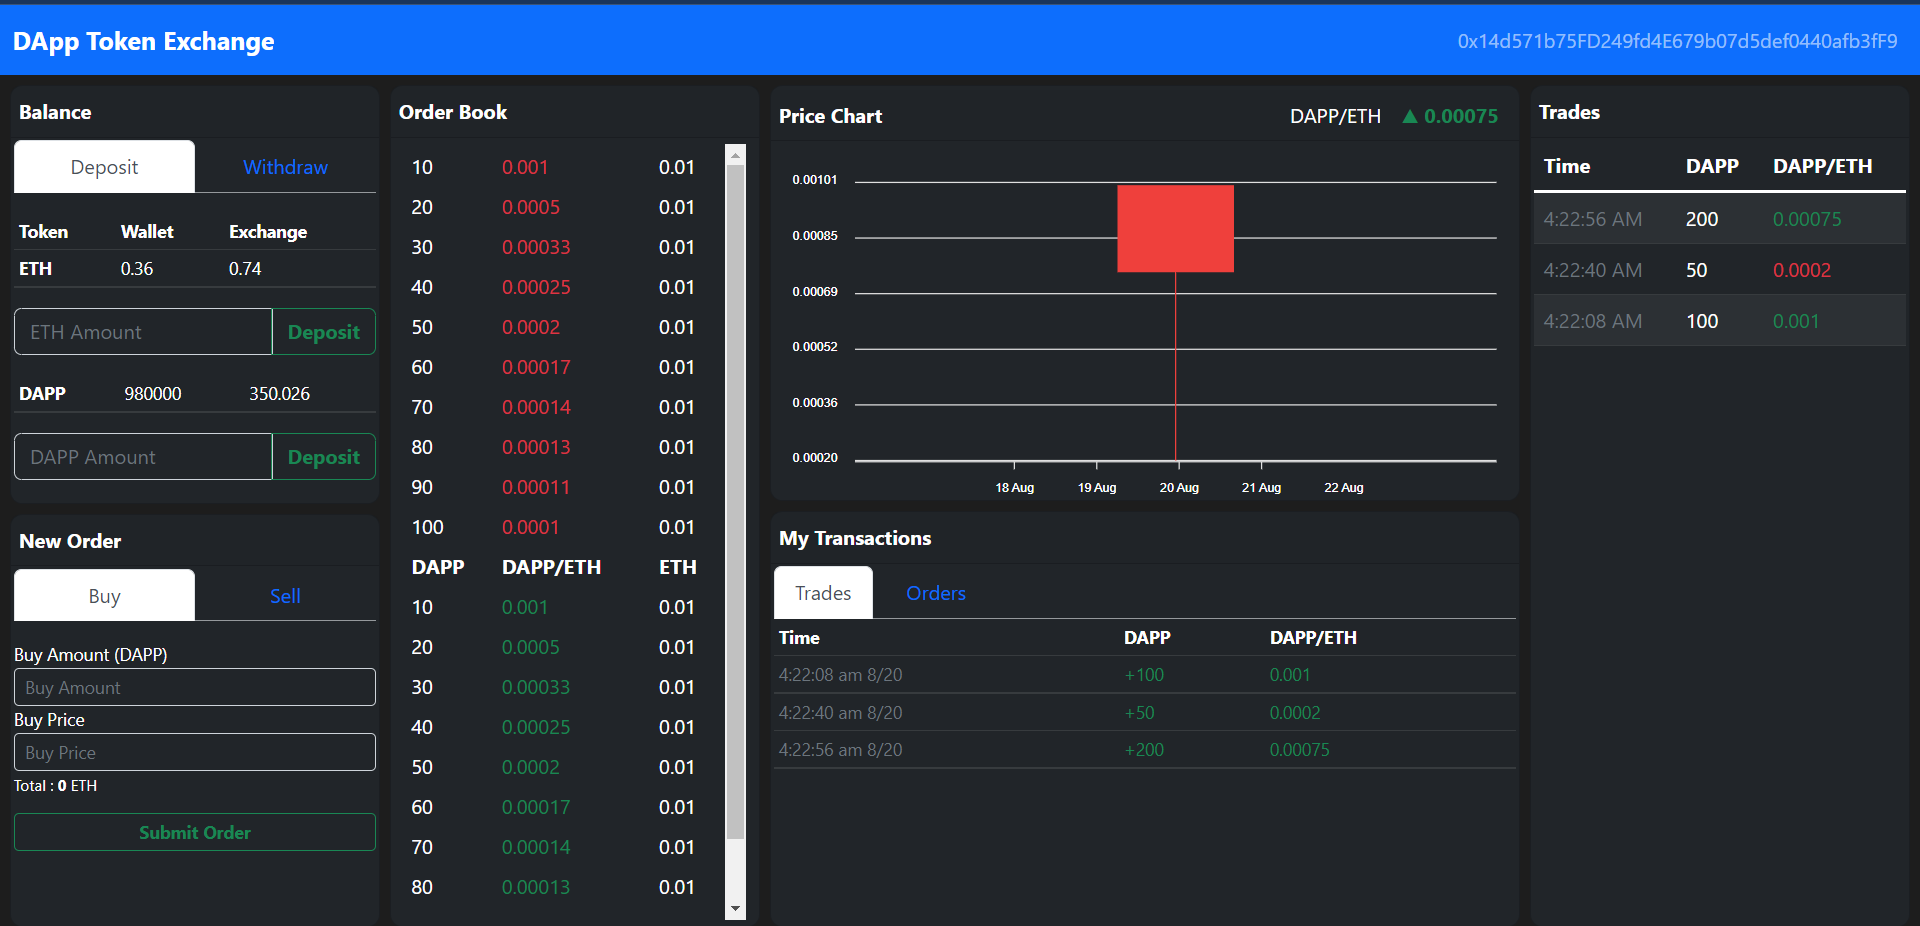 DApp Token Exchange
0x14d571b75FD249fd4E679b07d5def0440afb3fF9
Balance
Deposit Withdraw
Token Wallet Exchange
ETH 0.36 0.74
ETH Amount Deposit
DAPP 980000 350.026
DAPP Amount Deposit
New Order
Buy Sell
Buy Amount (DAPP)
Buy Amount
Buy Price
Buy Price
Total : 0 ETH
Submit Order
Order Book
10 0.001 0.01
20 0.0005 0.01
30 0.00033 0.01
40 0.00025 0.01
50 0.0002 0.01
60 0.00017 0.01
70 0.00014 0.01
80 0.00013 0.01
90 0.00011 0.01
100 0.0001 0.01
DAPP DAPP/ETH ETH
10 0.001 0.01
20 0.0005 0.01
30 0.00033 0.01
40 0.00025 0.01
50 0.0002 0.01
60 0.00017 0.01
70 0.00014 0.01
80 0.00013 0.01
Price Chart DAPP/ETH ▲ 0.00075
0.00101
0.00085
0.00069
0.00052
0.00036
0.00020
18 Aug 19 Aug 20 Aug 21 Aug 22 Aug
My Transactions
Trades Orders
Time DAPP DAPP/ETH
4:22:08 am 8/20 +100 0.001
4:22:40 am 8/20 +50 0.0002
4:22:56 am 8/20 +200 0.00075
Trades
Time DAPP DAPP/ETH
4:22:56 AM 200 0.00075
4:22:40 AM 50 0.0002
4:22:08 AM 100 0.001